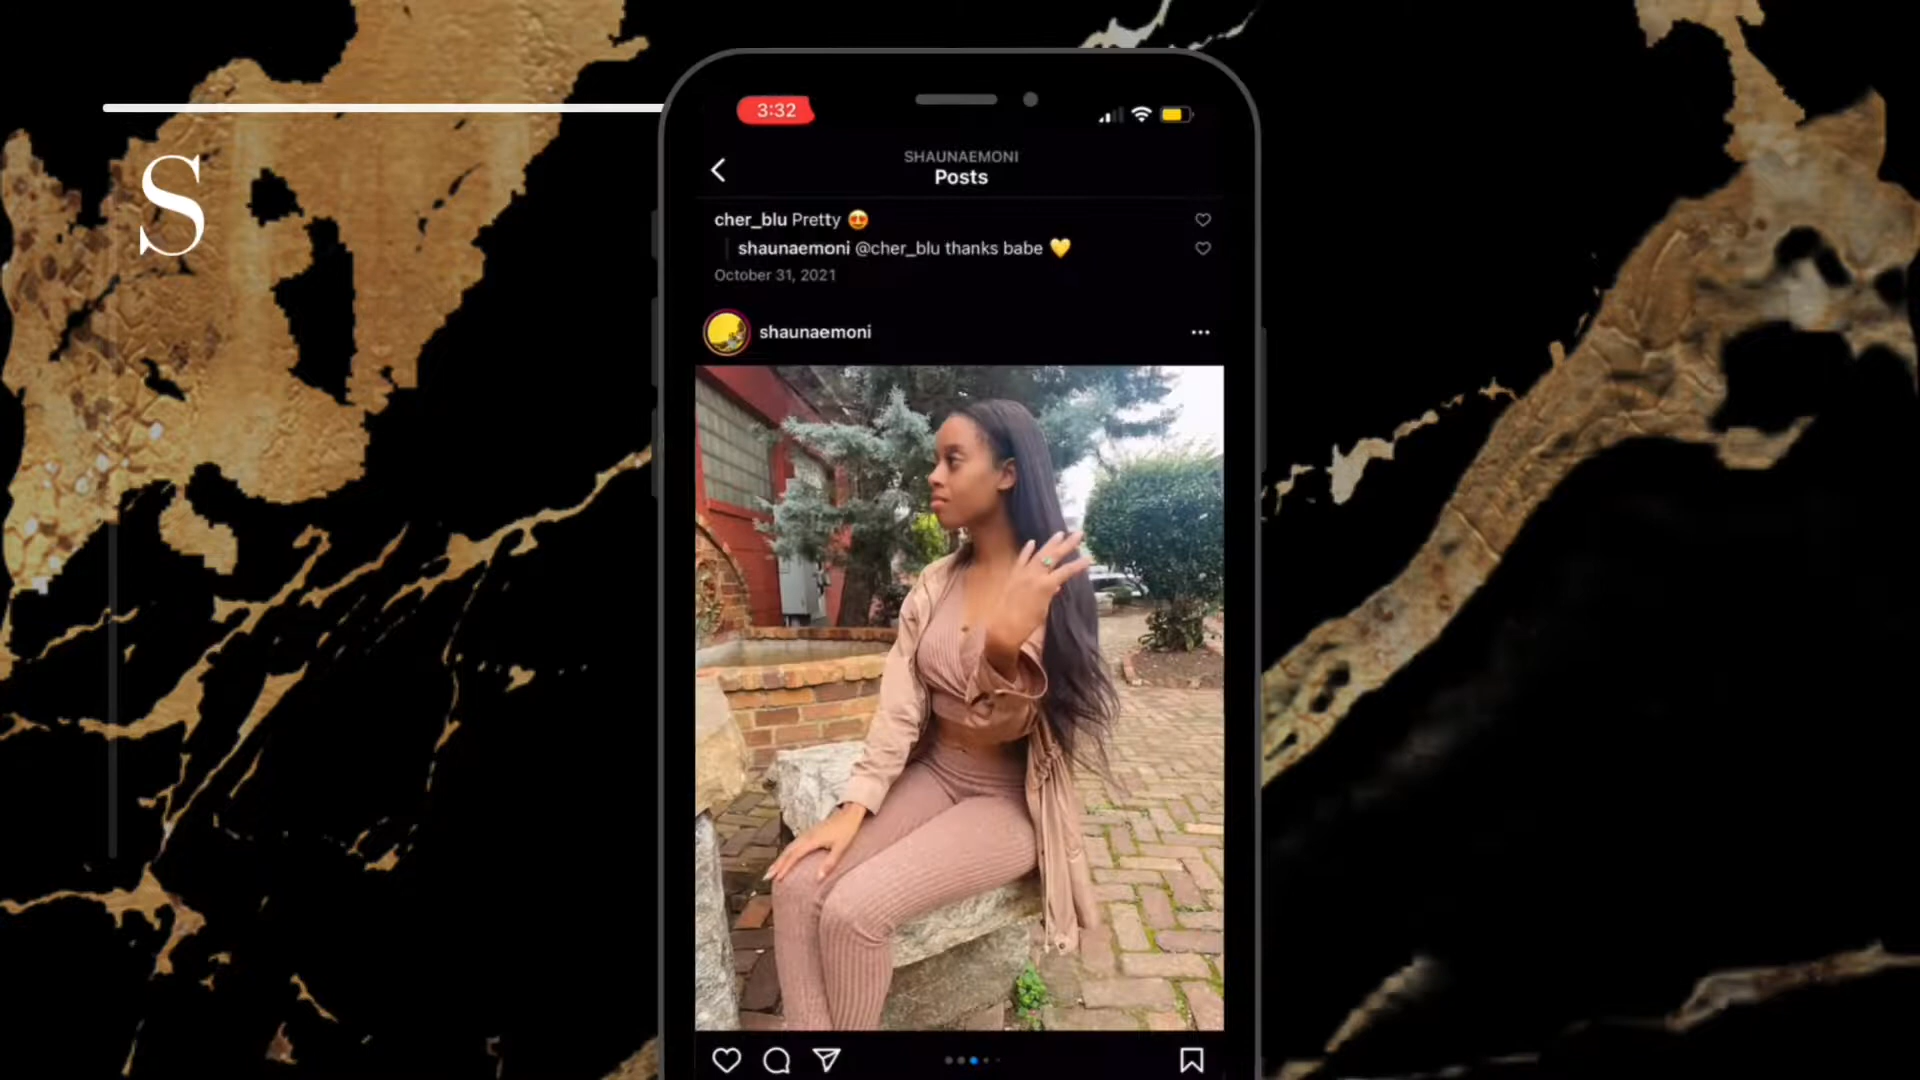 S
3:32
SHAUNAEMONI
Posts
cher_blu Pretty 😍
shaunaemoni @cher_blu thanks babe 💛
October 31, 2021
shaunaemoni